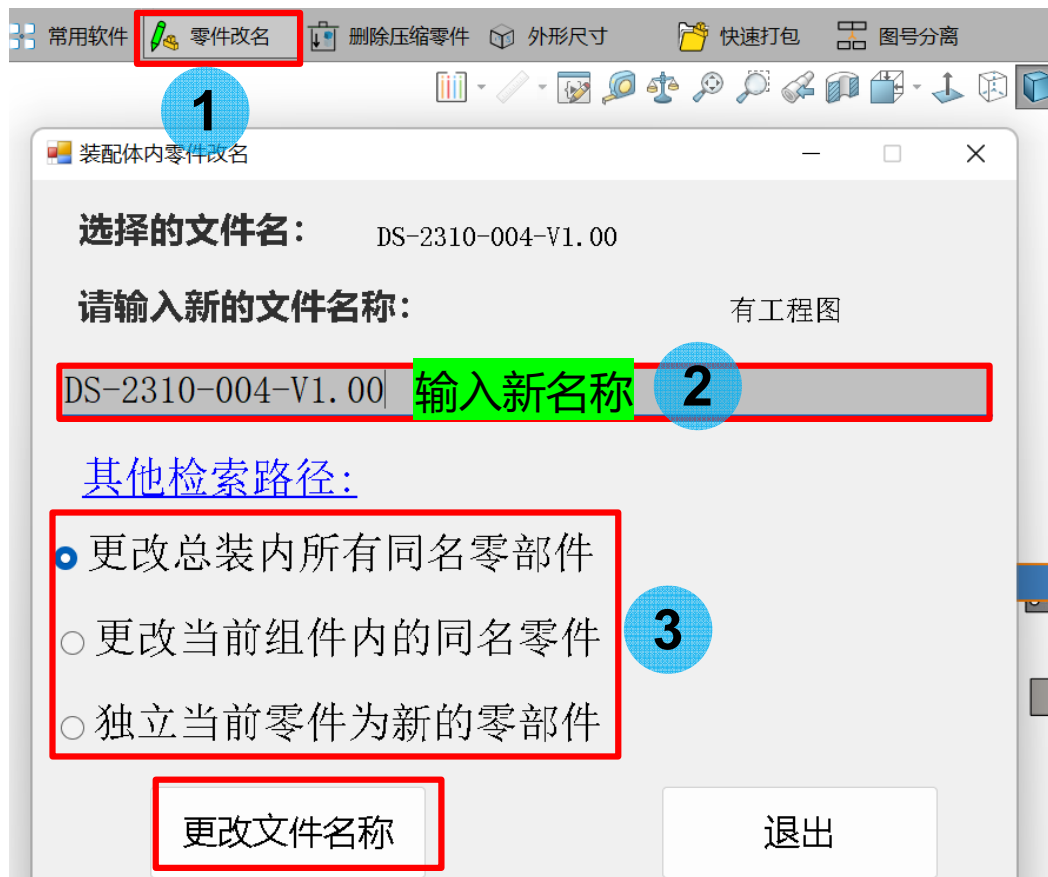 常用软件 零件改名 删除压缩零件 外形尺寸 快速打包 图号分离
1
装配体内零件改名
选择的文件名： DS-2310-004-V1.00
请输入新的文件名称： 有工程图
DS-2310-004-V1.00 输入新名称 2
其他检索路径:
更改总装内所有同名零部件
更改当前组件内的同名零件 3
独立当前零件为新的零部件
更改文件名称 退出